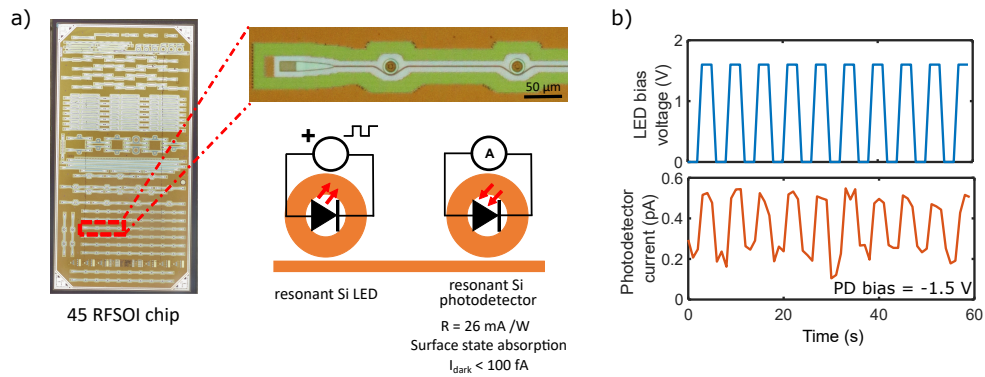 a)
50 µm
+
A
resonant Si LED
resonant Si
photodetector
R = 26 mA /W
Surface state absorption
I_dark < 100 fA
45 RFSOI chip
b)
LED bias
voltage (V)
2
1
0
Photodetector
current (pA)
0.6
0.4
0.2
0
PD bias = -1.5 V
0
20
40
60
Time (s)